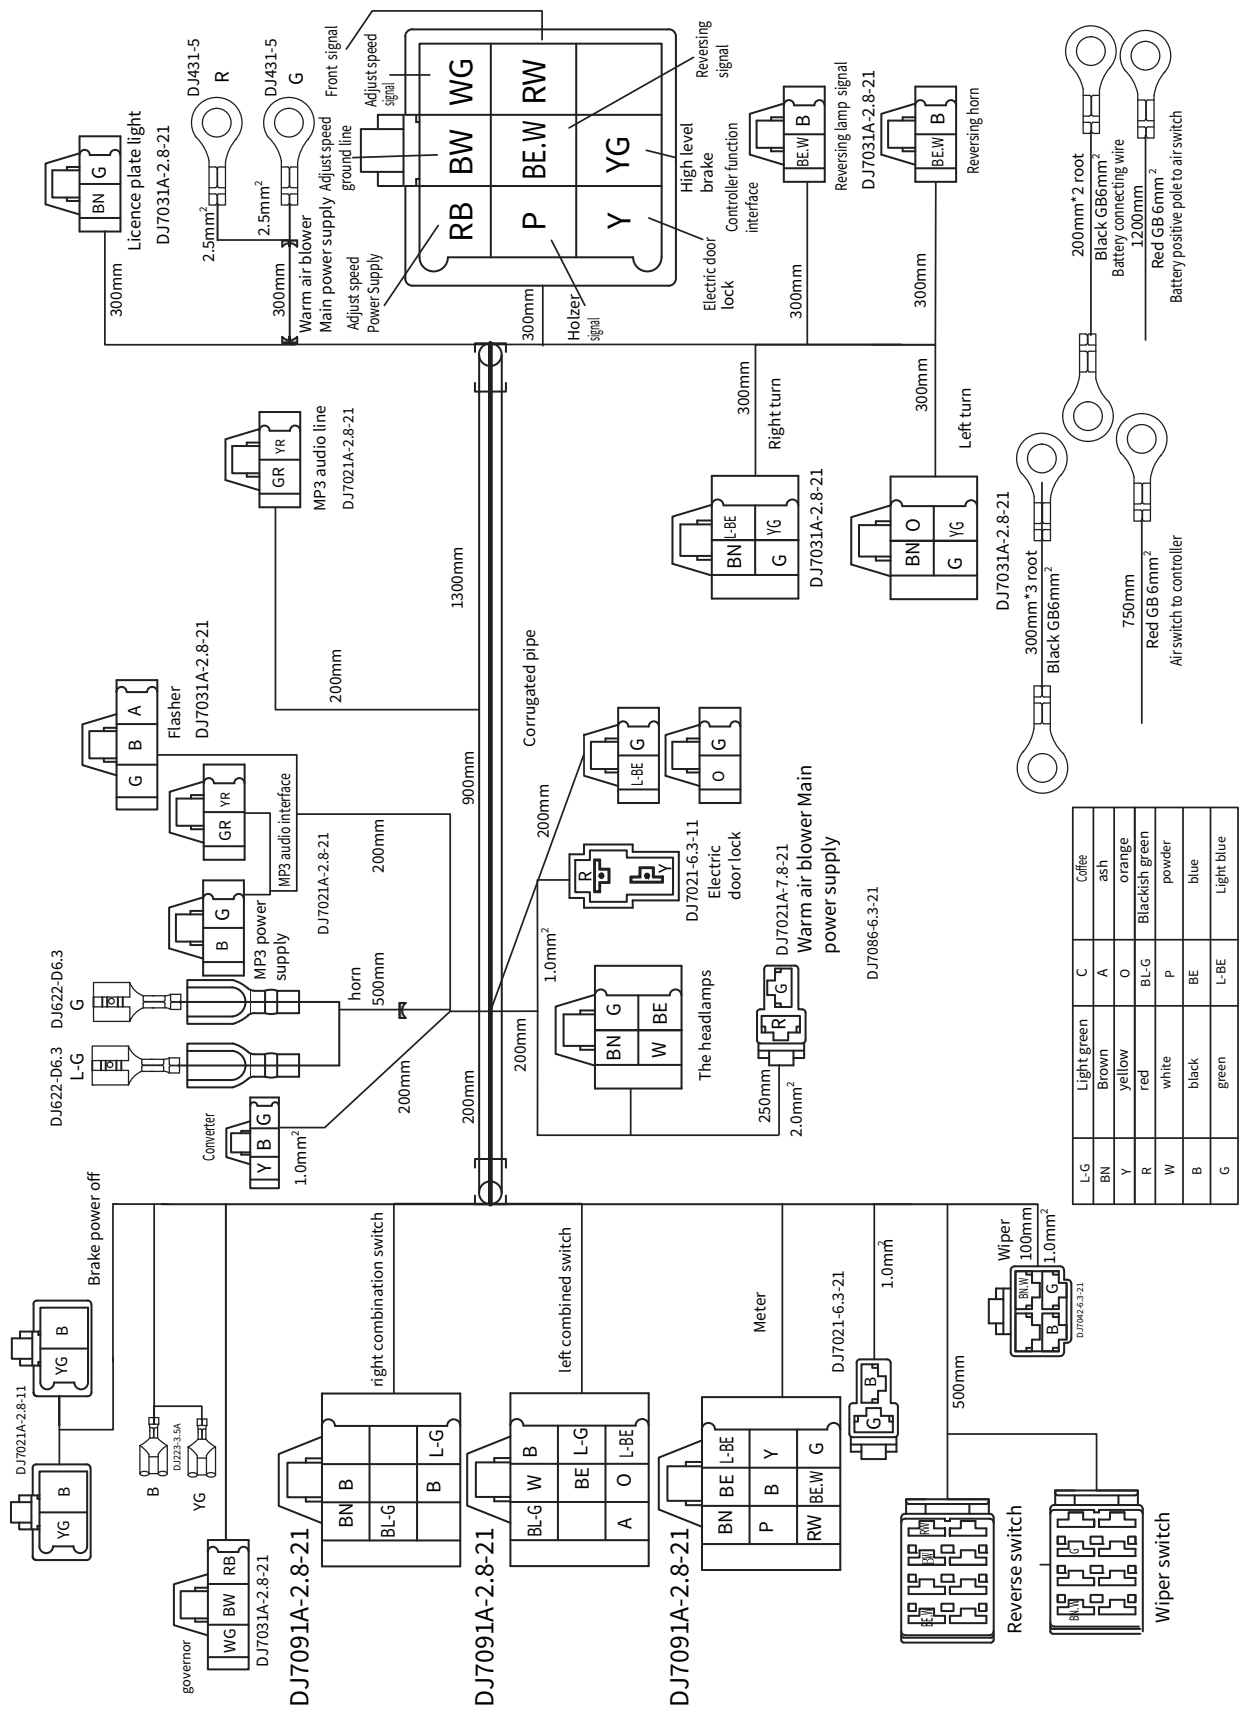 Licence plate light
DJ7031A-2.8-21
BN
G
300mm
DJ431-5
R
DJ431-5
G
2.5mm²
2.5mm²
300mm
Warm air blower
Main power supply
Front signal
Adjust speed
signal
Adjust speed
ground line
Adjust speed
Power Supply
WG
RW
BW
BE.W
YG
RB
P
Y
Reversing
signal
High level
brake
Controller function
interface
Electric door
lock
Holzer
signal
300mm
BE.W
B
Reversing lamp signal
DJ7031A-2.8-21
300mm
BE.W
B
Reversing horn
300mm
200mm*2 root
Black GB6mm²
Battery connecting wire
1200mm
Red GB 6mm²
Battery positive pole to air switch
GR
YR
MP3 audio line
DJ7021A-2.8-21
200mm
1300mm
Corrugated pipe
300mm
Right turn
BN
L-BE
G
YG
DJ7031A-2.8-21
300mm
Left turn
BN
O
G
YG
DJ7031A-2.8-21
300mm*3 root
Black GB6mm²
750mm
Red GB 6mm²
Air switch to controller
G
B
A
Flasher
DJ7031A-2.8-21
GR
YR
MP3 audio interface
DJ7021A-2.8-21
B
G
MP3 power
supply
200mm
900mm
200mm
L-BE
G
O
G
R
Y
DJ7021-6.3-11
Electric
door lock
1.0mm²
DJ7021A-7.8-21
Warm air blower Main
power supply
DJ7086-6.3-21
R
G
250mm
2.0mm²
BN
G
W
BE
The headlamps
200mm
DJ622-D6.3
G
DJ622-D6.3
L-G
horn
500mm
Converter
Y
B
G
1.0mm²
200mm
200mm
L-G
Light green
C
Coffee
BN
Brown
A
ash
Y
yellow
O
orange
R
red
BL-G
Blackish green
W
white
P
powder
B
black
BE
blue
G
green
L-BE
Light blue
Brake power off
YG
B
DJ7021A-2.8-11
YG
B
B
DJ223-3.5A
YG
governor
WG
BW
RB
DJ7031A-2.8-21
right combination switch
BN
B
BL-G
B
L-G
DJ7091A-2.8-21
left combined switch
BL-G
W
B
BE
L-G
A
O
L-BE
DJ7091A-2.8-21
Meter
BN
BE
L-BE
P
B
Y
RW
BE.W
G
DJ7091A-2.8-21
DJ7021-6.3-21
G
B
1.0mm²
500mm
Wiper
100mm
1.0mm²
BN.W
G
B
DJ7042-6.3-21
BE.W
RW
Reverse switch
BN.W
G
Wiper switch